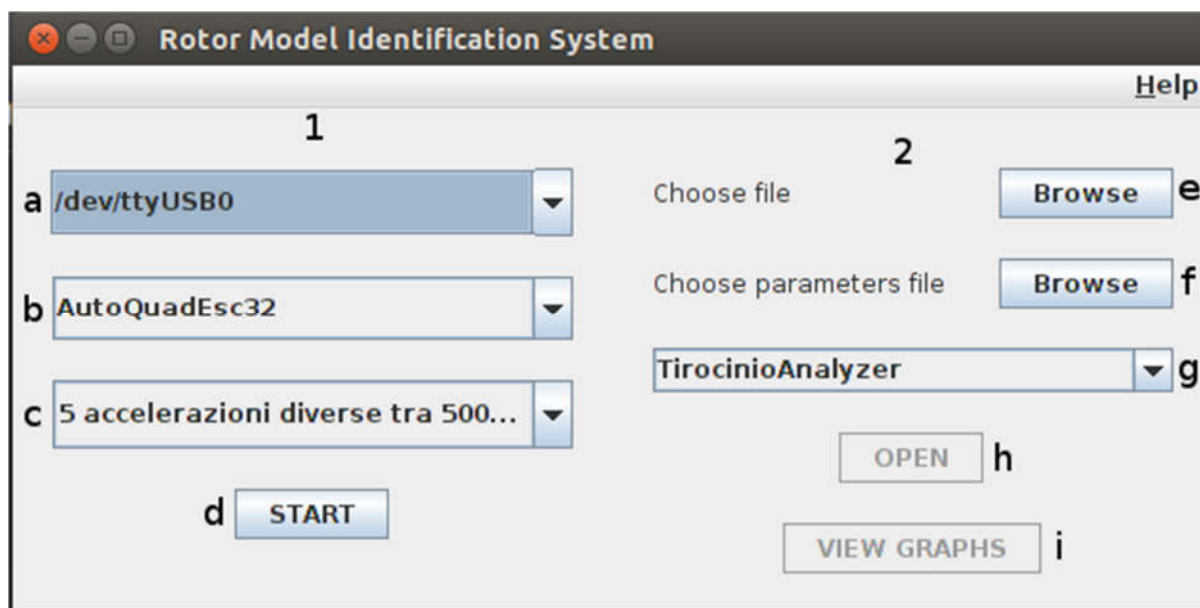 Rotor Model Identification System
Help
1
a /dev/ttyUSB0
b AutoQuadEsc32
c 5 accelerazioni diverse tra 500...
d START
2
Choose file Browse e
Choose parameters file Browse f
TirocinioAnalyzer g
OPEN h
VIEW GRAPHS i